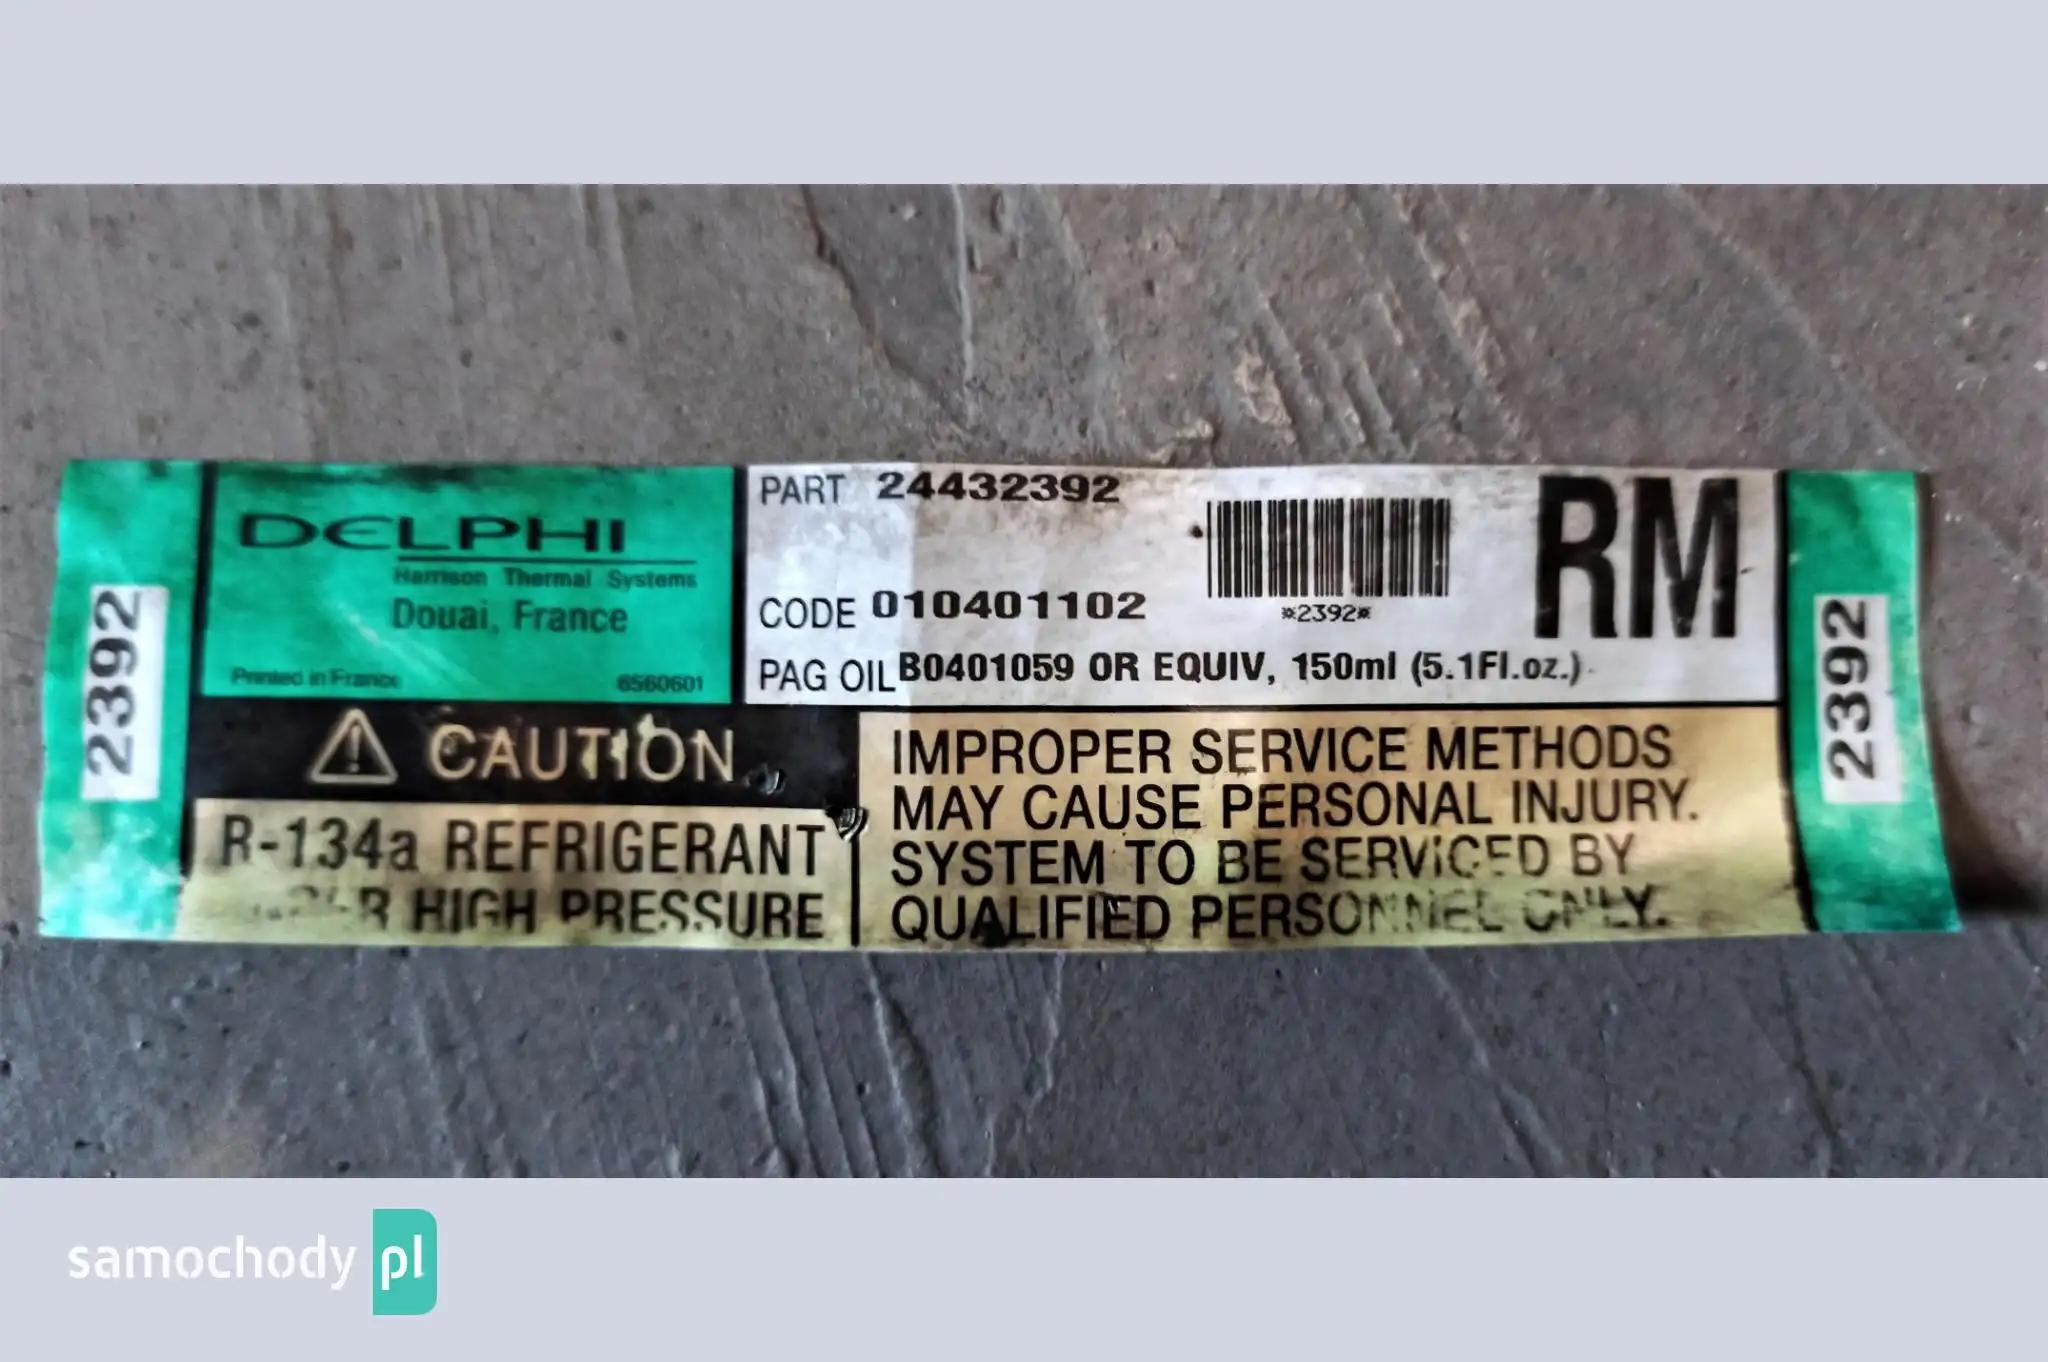 2392
DELPHI
Harrison Thermal Systems
Douai, France
Printed in France 6560601
PART 24432392
*2392*
RM
CODE 010401102
PAG OIL B0401059 OR EQUIV, 150ml (5.1Fl.oz.)
2392
CAUTION
R-134a REFRIGERANT
HIGH PRESSURE
IMPROPER SERVICE METHODS
MAY CAUSE PERSONAL INJURY.
SYSTEM TO BE SERVICED BY
QUALIFIED PERSONNEL ONLY.
samochody pl